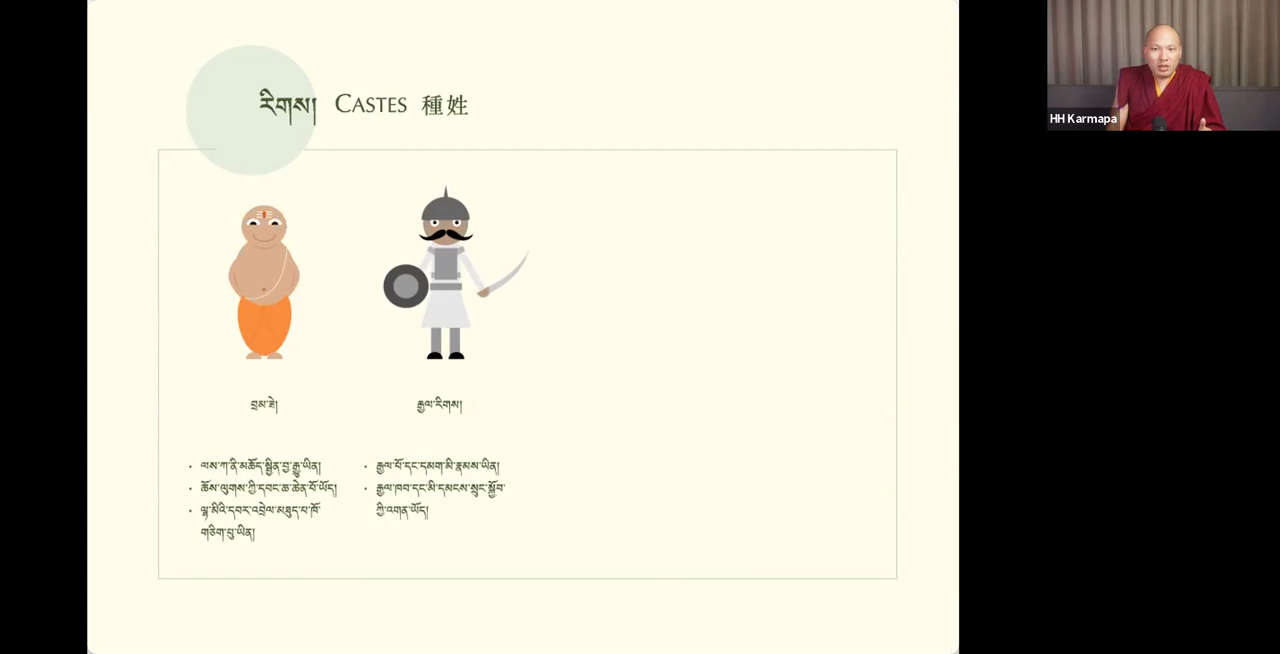 རིགས། CASTES 種姓
HH Karmapa
བྲམ་ཟེ།
རྒྱལ་རིགས།
• ལས་ཀ་ནི་མཆོད་སྦྱིན་བྱ་རྒྱུ་ཡིན།
• ཆོས་ལུགས་ཀྱི་དབང་ཆ་ཆེན་པོ་ཡོད།
• ལྷ་མིའི་དབར་འབྲེལ་མཐུད་པ་ཁོ་
གཅིག་པུ་ཡིན།
• རྒྱལ་པོ་དང་དམག་མི་རྣམས་ཡིན།
• རྒྱལ་ཁབ་དང་མི་དམངས་སྲུང་སྐྱོབ་
ཀྱི་འགན་ཡོད།